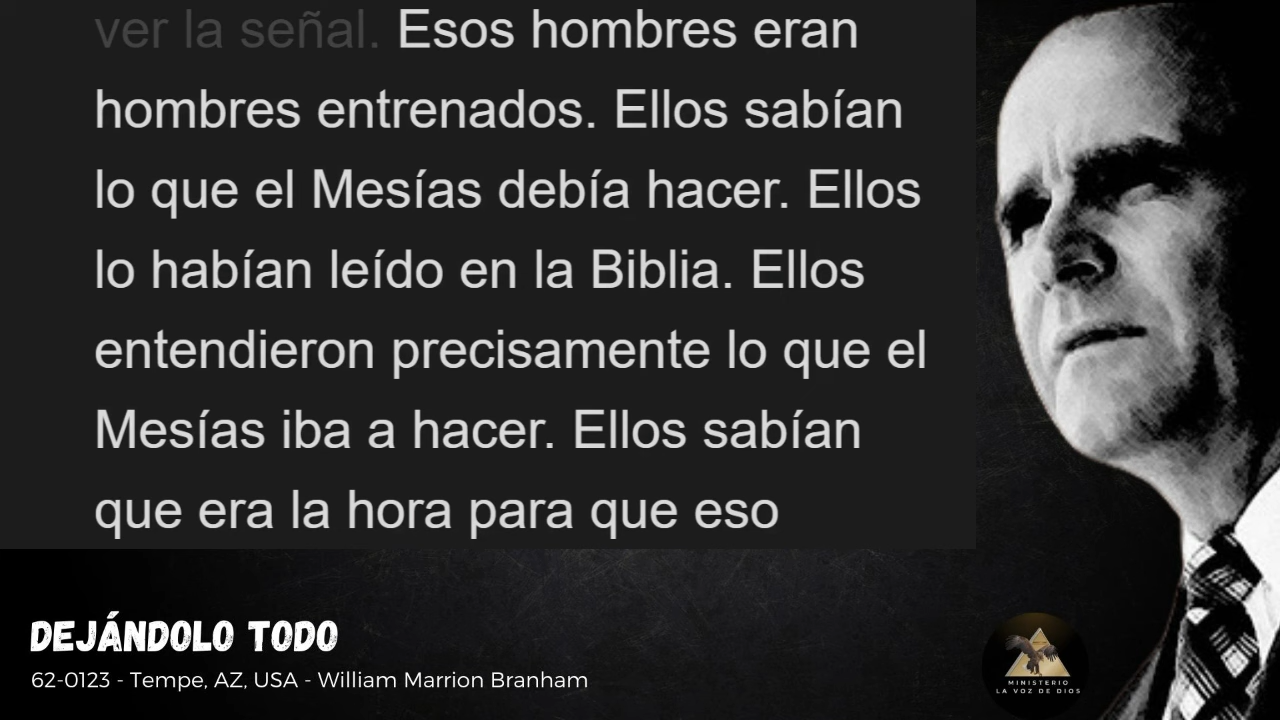 ver la señal. Esos hombres eran
hombres entrenados. Ellos sabían
lo que el Mesías debía hacer. Ellos
lo habían leído en la Biblia. Ellos
entendieron precisamente lo que el
Mesías iba a hacer. Ellos sabían
que era la hora para que eso
DEJÁNDOLO TODO
62-0123 - Tempe, AZ, USA - William Marrion Branham
MINISTERIO
LA VOZ DE DIOS